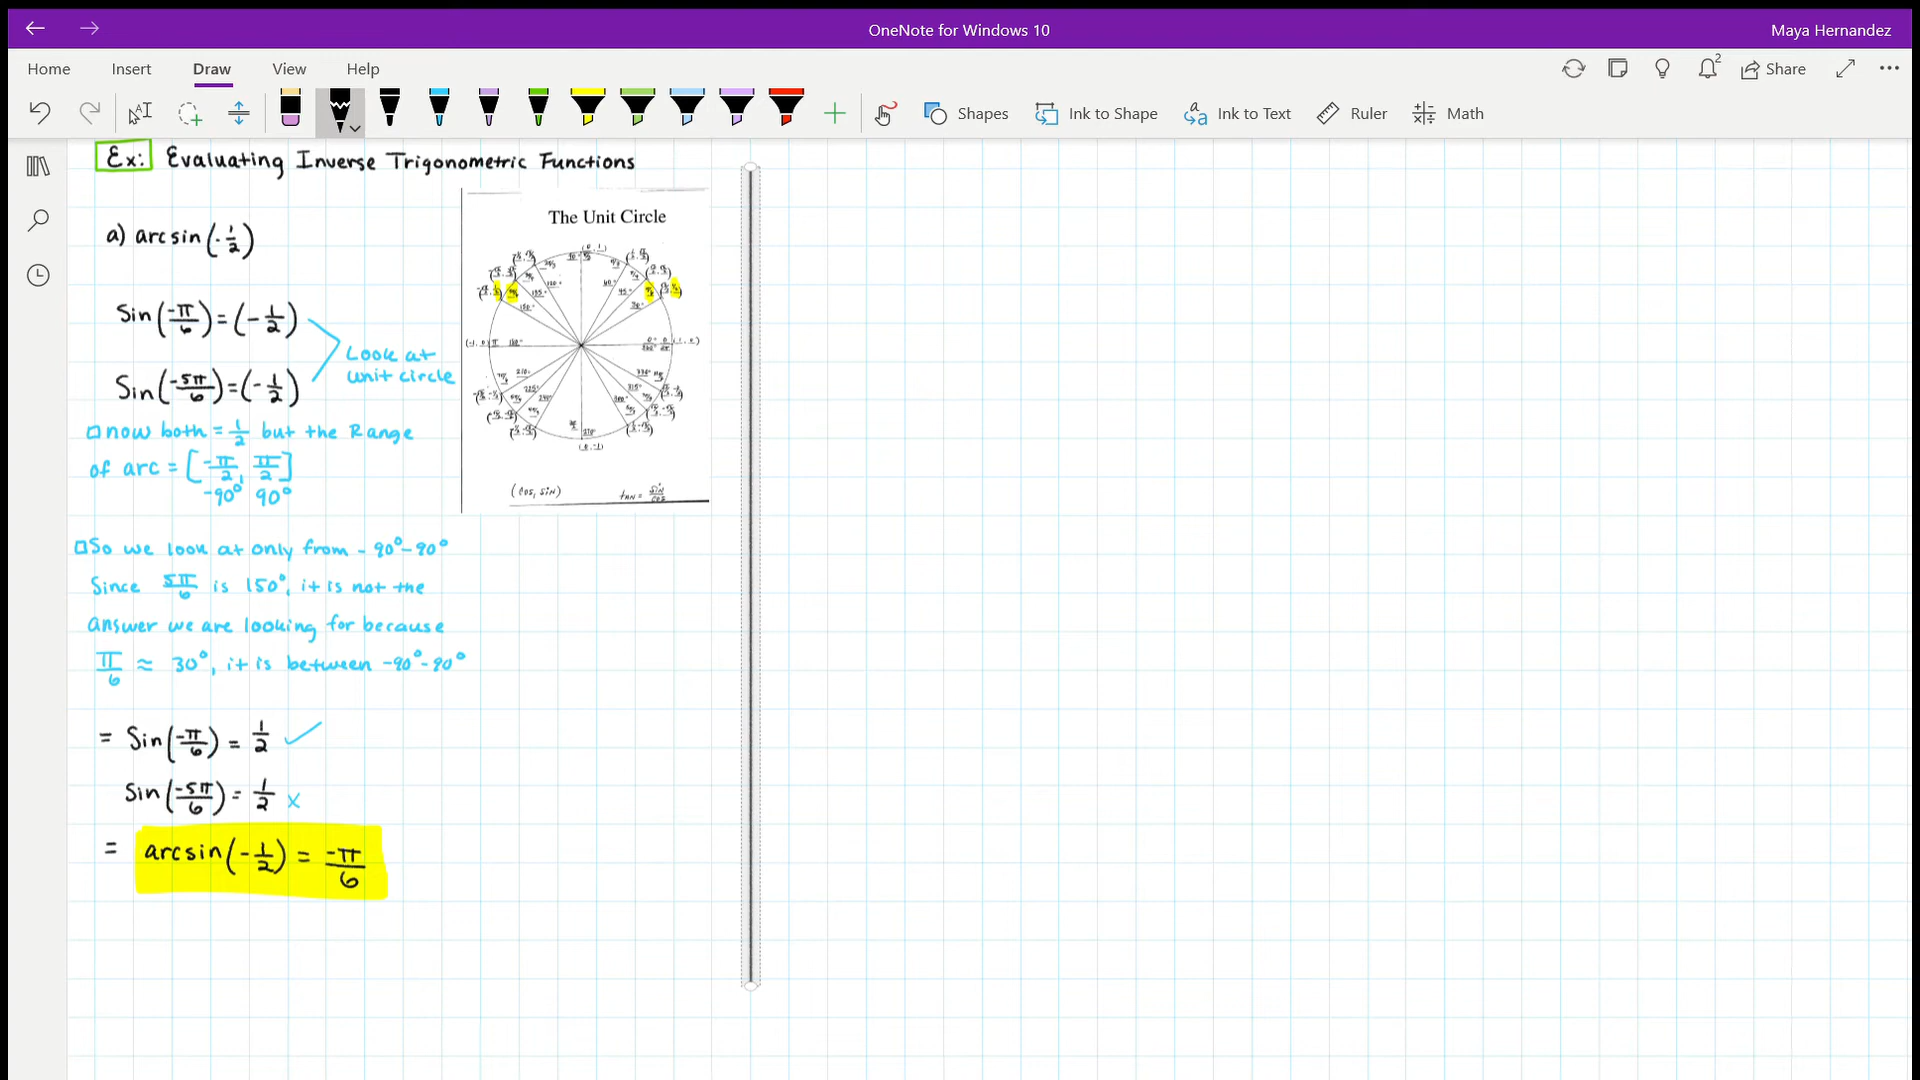 OneNote for Windows 10
Maya Hernandez
Home Insert Draw View Help
2
Share
Shapes Ink to Shape Ink to Text Ruler Math
Ex: Evaluating Inverse Trigonometric Functions
a) arcsin(-1/2)
Sin(-π/6) = (-1/2)
Sin(-5π/6) = (-1/2)
Look at
unit circle
now both = 1/2 but the Range
of arc = [-π/2, π/2]
-90° 90°
So we look at only from -90°-90°
Since 5π/6 is 150°, it is not the
answer we are looking for because
π/6 ≈ 30°, it is between -90°-90°
= Sin(-π/6) = 1/2 ✓
Sin(-5π/6) = 1/2 x
= arcsin(-1/2) = -π/6
The Unit Circle
(cos, sin)
tan = sin/cos